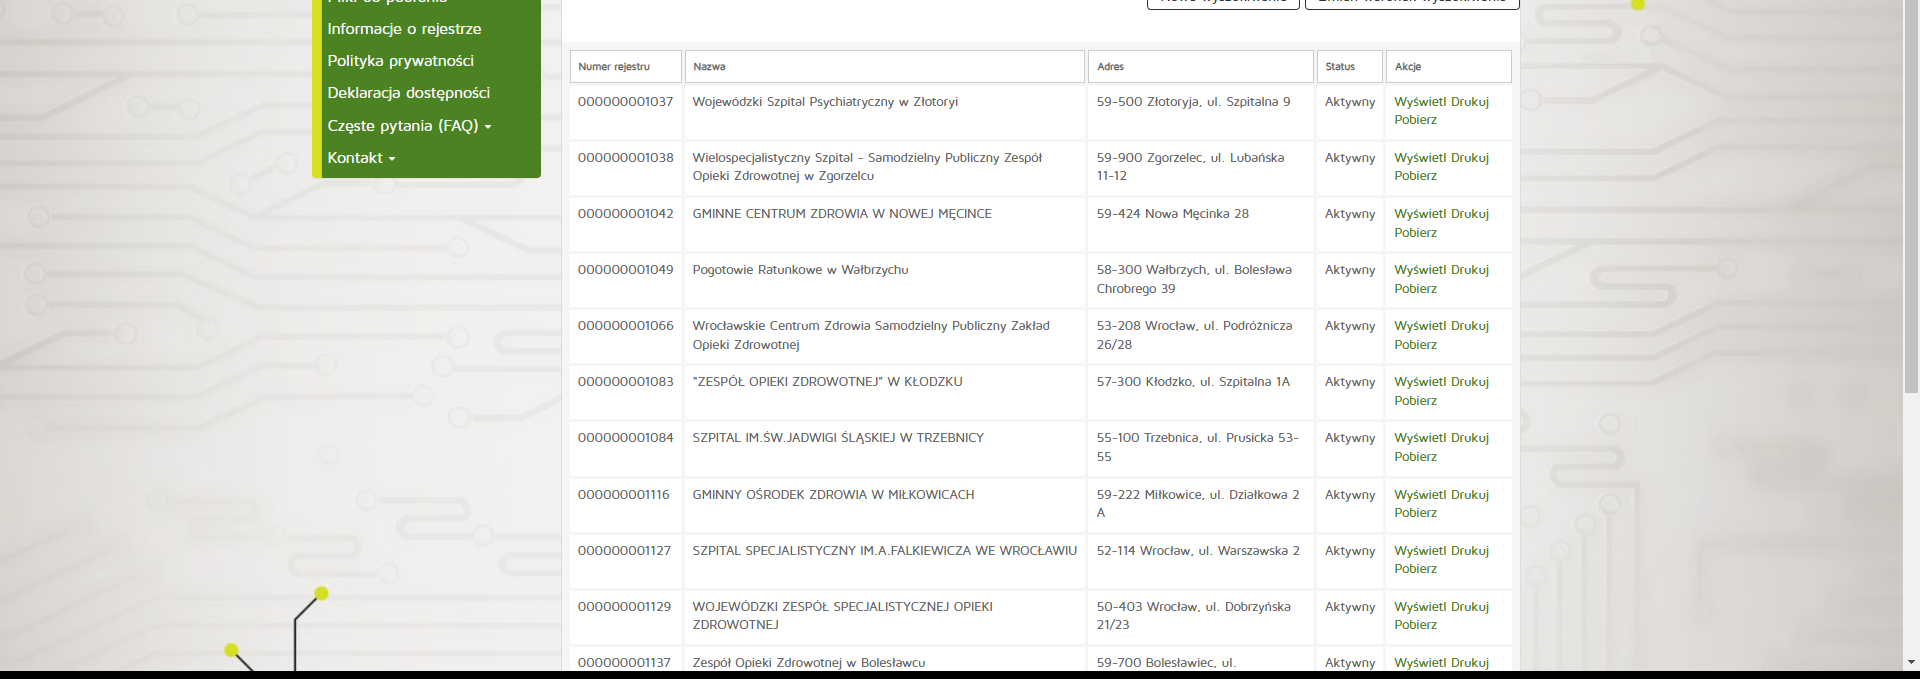 Informacje o rejestrze
Polityka prywatności
Deklaracja dostępności
Częste pytania (FAQ)
Kontakt
Numer rejestru Nazwa Adres Status Akcje
000000001037 Wojewódzki Szpital Psychiatryczny w Złotoryi 59-500 Złotoryja, ul. Szpitalna 9 Aktywny Wyświetl Drukuj
Pobierz
000000001038 Wielospecjalistyczny Szpital - Samodzielny Publiczny Zespół 59-900 Zgorzelec, ul. Lubańska Aktywny Wyświetl Drukuj
Opieki Zdrowotnej w Zgorzelcu 11-12 Pobierz
000000001042 GMINNE CENTRUM ZDROWIA W NOWEJ MĘCINCE 59-424 Nowa Męcinka 28 Aktywny Wyświetl Drukuj
Pobierz
000000001049 Pogotowie Ratunkowe w Wałbrzychu 58-300 Wałbrzych, ul. Bolesława Aktywny Wyświetl Drukuj
Chrobrego 39 Pobierz
000000001066 Wrocławskie Centrum Zdrowia Samodzielny Publiczny Zakład 53-208 Wrocław, ul. Podróżnicza Aktywny Wyświetl Drukuj
Opieki Zdrowotnej 26/28 Pobierz
000000001083 "ZESPÓŁ OPIEKI ZDROWOTNEJ" W KŁODZKU 57-300 Kłodzko, ul. Szpitalna 1A Aktywny Wyświetl Drukuj
Pobierz
000000001084 SZPITAL IM.ŚW.JADWIGI ŚLĄSKIEJ W TRZEBNICY 55-100 Trzebnica, ul. Prusicka 53- Aktywny Wyświetl Drukuj
55 Pobierz
000000001116 GMINNY OŚRODEK ZDROWIA W MIŁKOWICACH 59-222 Miłkowice, ul. Działkowa 2 Aktywny Wyświetl Drukuj
A Pobierz
000000001127 SZPITAL SPECJALISTYCZNY IM.A.FALKIEWICZA WE WROCŁAWIU 52-114 Wrocław, ul. Warszawska 2 Aktywny Wyświetl Drukuj
Pobierz
000000001129 WOJEWÓDZKI ZESPÓŁ SPECJALISTYCZNEJ OPIEKI 50-403 Wrocław, ul. Dobrzyńska Aktywny Wyświetl Drukuj
ZDROWOTNEJ 21/23 Pobierz
000000001137 Zespół Opieki Zdrowotnej w Bolesławcu 59-700 Bolesławiec, ul. Aktywny Wyświetl Drukuj